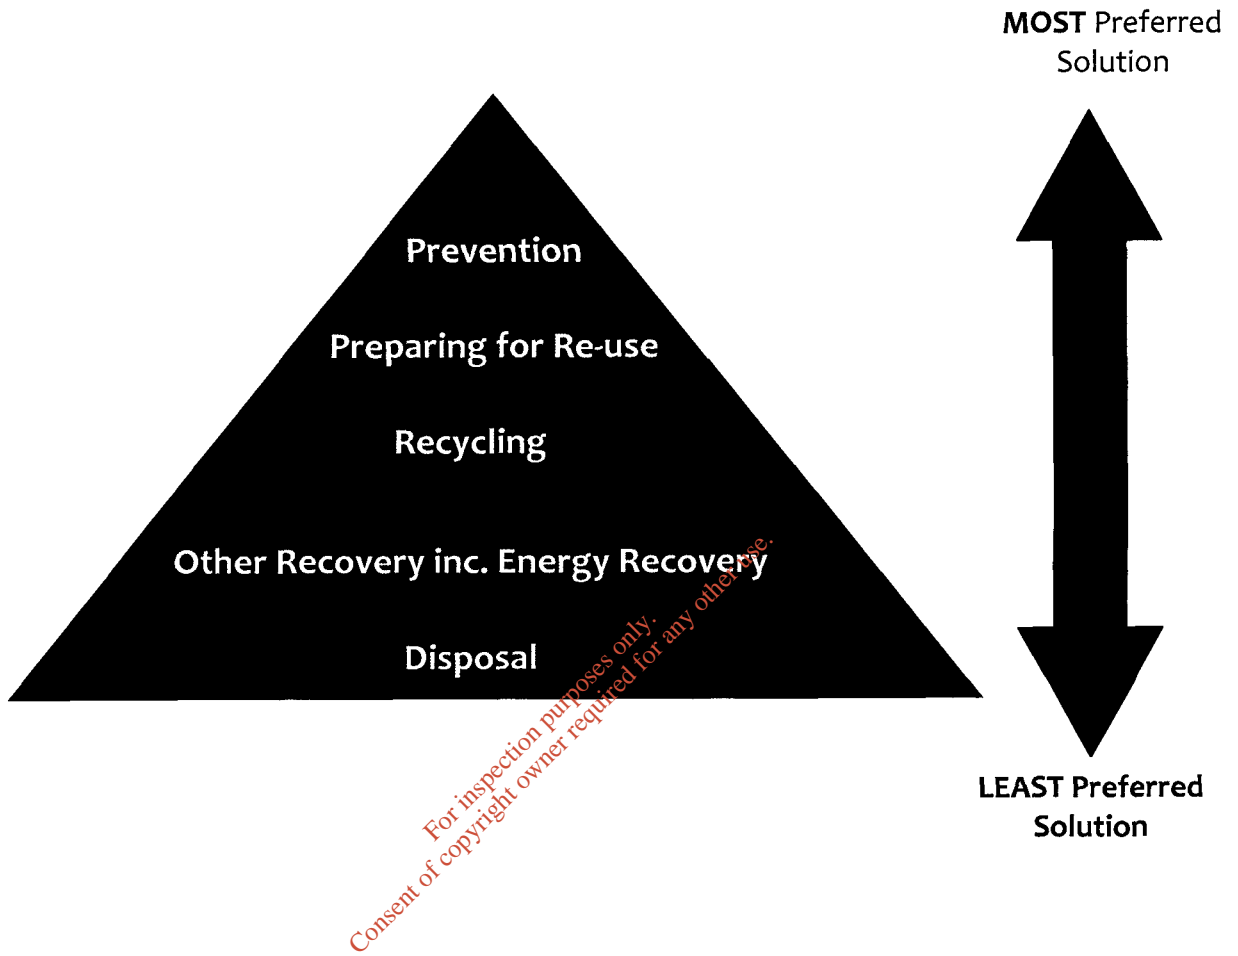 MOST Preferred
Solution
Prevention
Preparing for Re-use
Recycling
Other Recovery inc. Energy Recovery
Disposal
LEAST Preferred
Solution
For inspection purposes only.
Consent of copyright owner required for any other use.